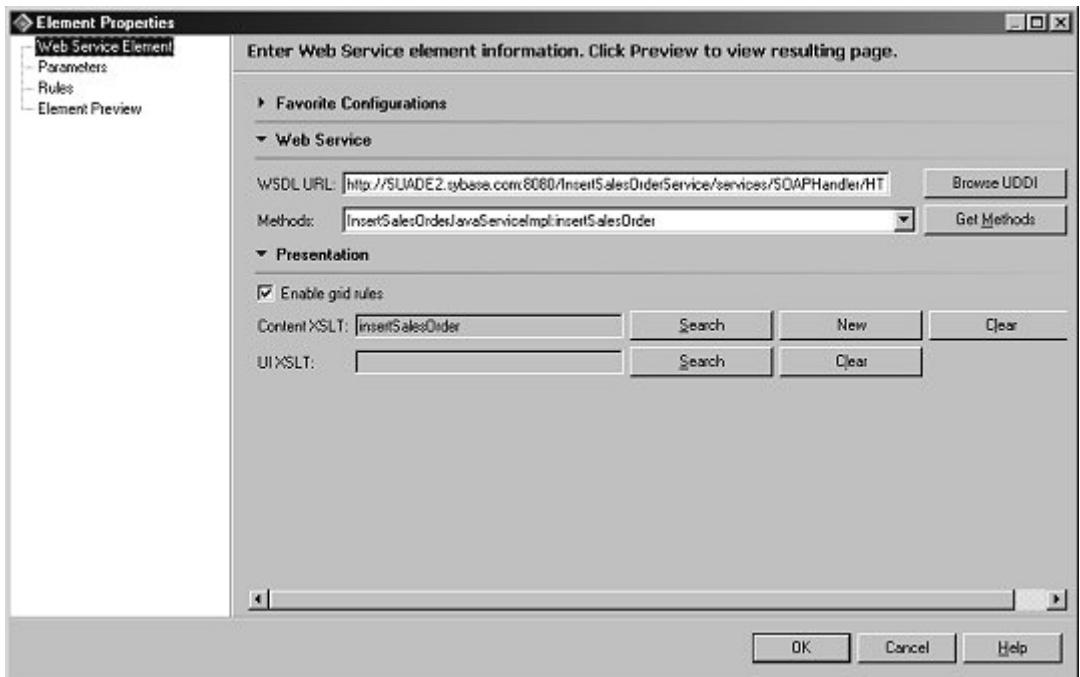 Element Properties
Web Service Element
Parameters
Rules
Element Preview
Enter Web Service element information. Click Preview to view resulting page.
Favorite Configurations
Web Service
WSDL URL: http://SUADE2.sybase.com:8080/InsertSalesOrderService/services/SOAPHandler/HT Browse UDDI
Methods: InsertSalesOrderJavaServiceImpl:insertSalesOrder Get Methods
Presentation
Enable grid rules
Content XSLT: insertSalesOrder Search New Clear
UI XSLT: Search Clear
OK Cancel Help